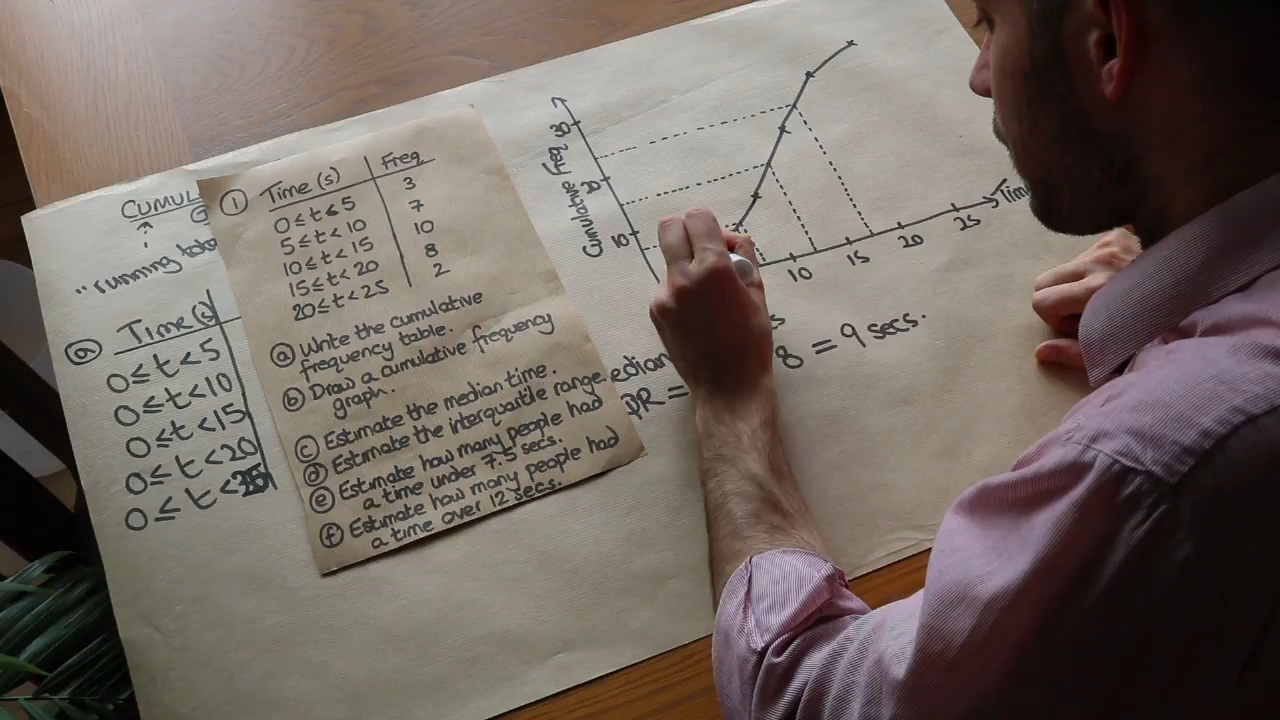 CUMUL
"running tota
a Time (s)
0 ≤ t < 5
0 ≤ t < 10
0 ≤ t < 15
0 ≤ t < 20
0 ≤ t < 25
① Time (s) Freq
0 ≤ t ≤ 5 3
5 ≤ t < 10 7
10 ≤ t < 15 10
15 ≤ t < 20 8
20 ≤ t < 25 2
ⓐ Write the cumulative
frequency table.
ⓑ Draw a cumulative frequency
graph.
ⓒ Estimate the median time.
ⓓ Estimate the interquartile range.
ⓔ Estimate how many people had
a time under 7.5 secs.
ⓕ Estimate how many people had
a time over 12 secs.
Cumulative freq
30
20
10
10 15 20 25
Time
edian
QR = 8 = 9 secs.